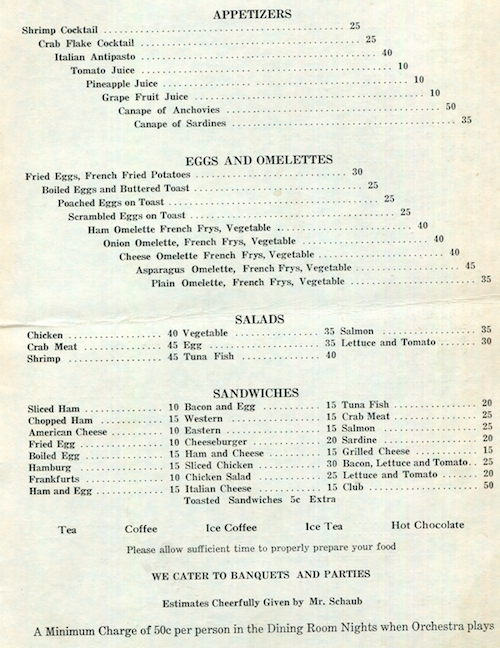 APPETIZERS
Shrimp Cocktail 25
Crab Flake Cocktail 25
Italian Antipasto 40
Tomato Juice 10
Pineapple Juice 10
Grape Fruit Juice 10
Canape of Anchovies 50
Canape of Sardines 35
EGGS AND OMELETTES
Fried Eggs, French Fried Potatoes 30
Boiled Eggs and Buttered Toast 25
Poached Eggs on Toast 25
Scrambled Eggs on Toast 25
Ham Omelette French Frys, Vegetable 40
Onion Omelette, French Frys, Vegetable 40
Cheese Omelette French Frys, Vegetable 40
Asparagus Omelette, French Frys, Vegetable 45
Plain Omelette, French Frys, Vegetable 35
SALADS
Chicken 40 Vegetable 35 Salmon 35
Crab Meat 45 Egg 35 Lettuce and Tomato 30
Shrimp 45 Tuna Fish 40
SANDWICHES
Sliced Ham 10 Bacon and Egg 15 Tuna Fish 20
Chopped Ham 15 Western 15 Crab Meat 25
American Cheese 10 Eastern 15 Salmon 25
Fried Egg 10 Cheeseburger 20 Sardine 20
Boiled Egg 15 Ham and Cheese 15 Grilled Cheese 15
Hamburg 15 Sliced Chicken 30 Bacon, Lettuce and Tomato 25
Frankfurts 10 Chicken Salad 25 Lettuce and Tomato 20
Ham and Egg 15 Italian Cheese 15 Club 50
Toasted Sandwiches 5c Extra
Tea Coffee Ice Coffee Ice Tea Hot Chocolate
Please allow sufficient time to properly prepare your food
WE CATER TO BANQUETS AND PARTIES
Estimates Cheerfully Given by Mr. Schaub
A Minimum Charge of 50c per person in the Dining Room Nights when Orchestra plays